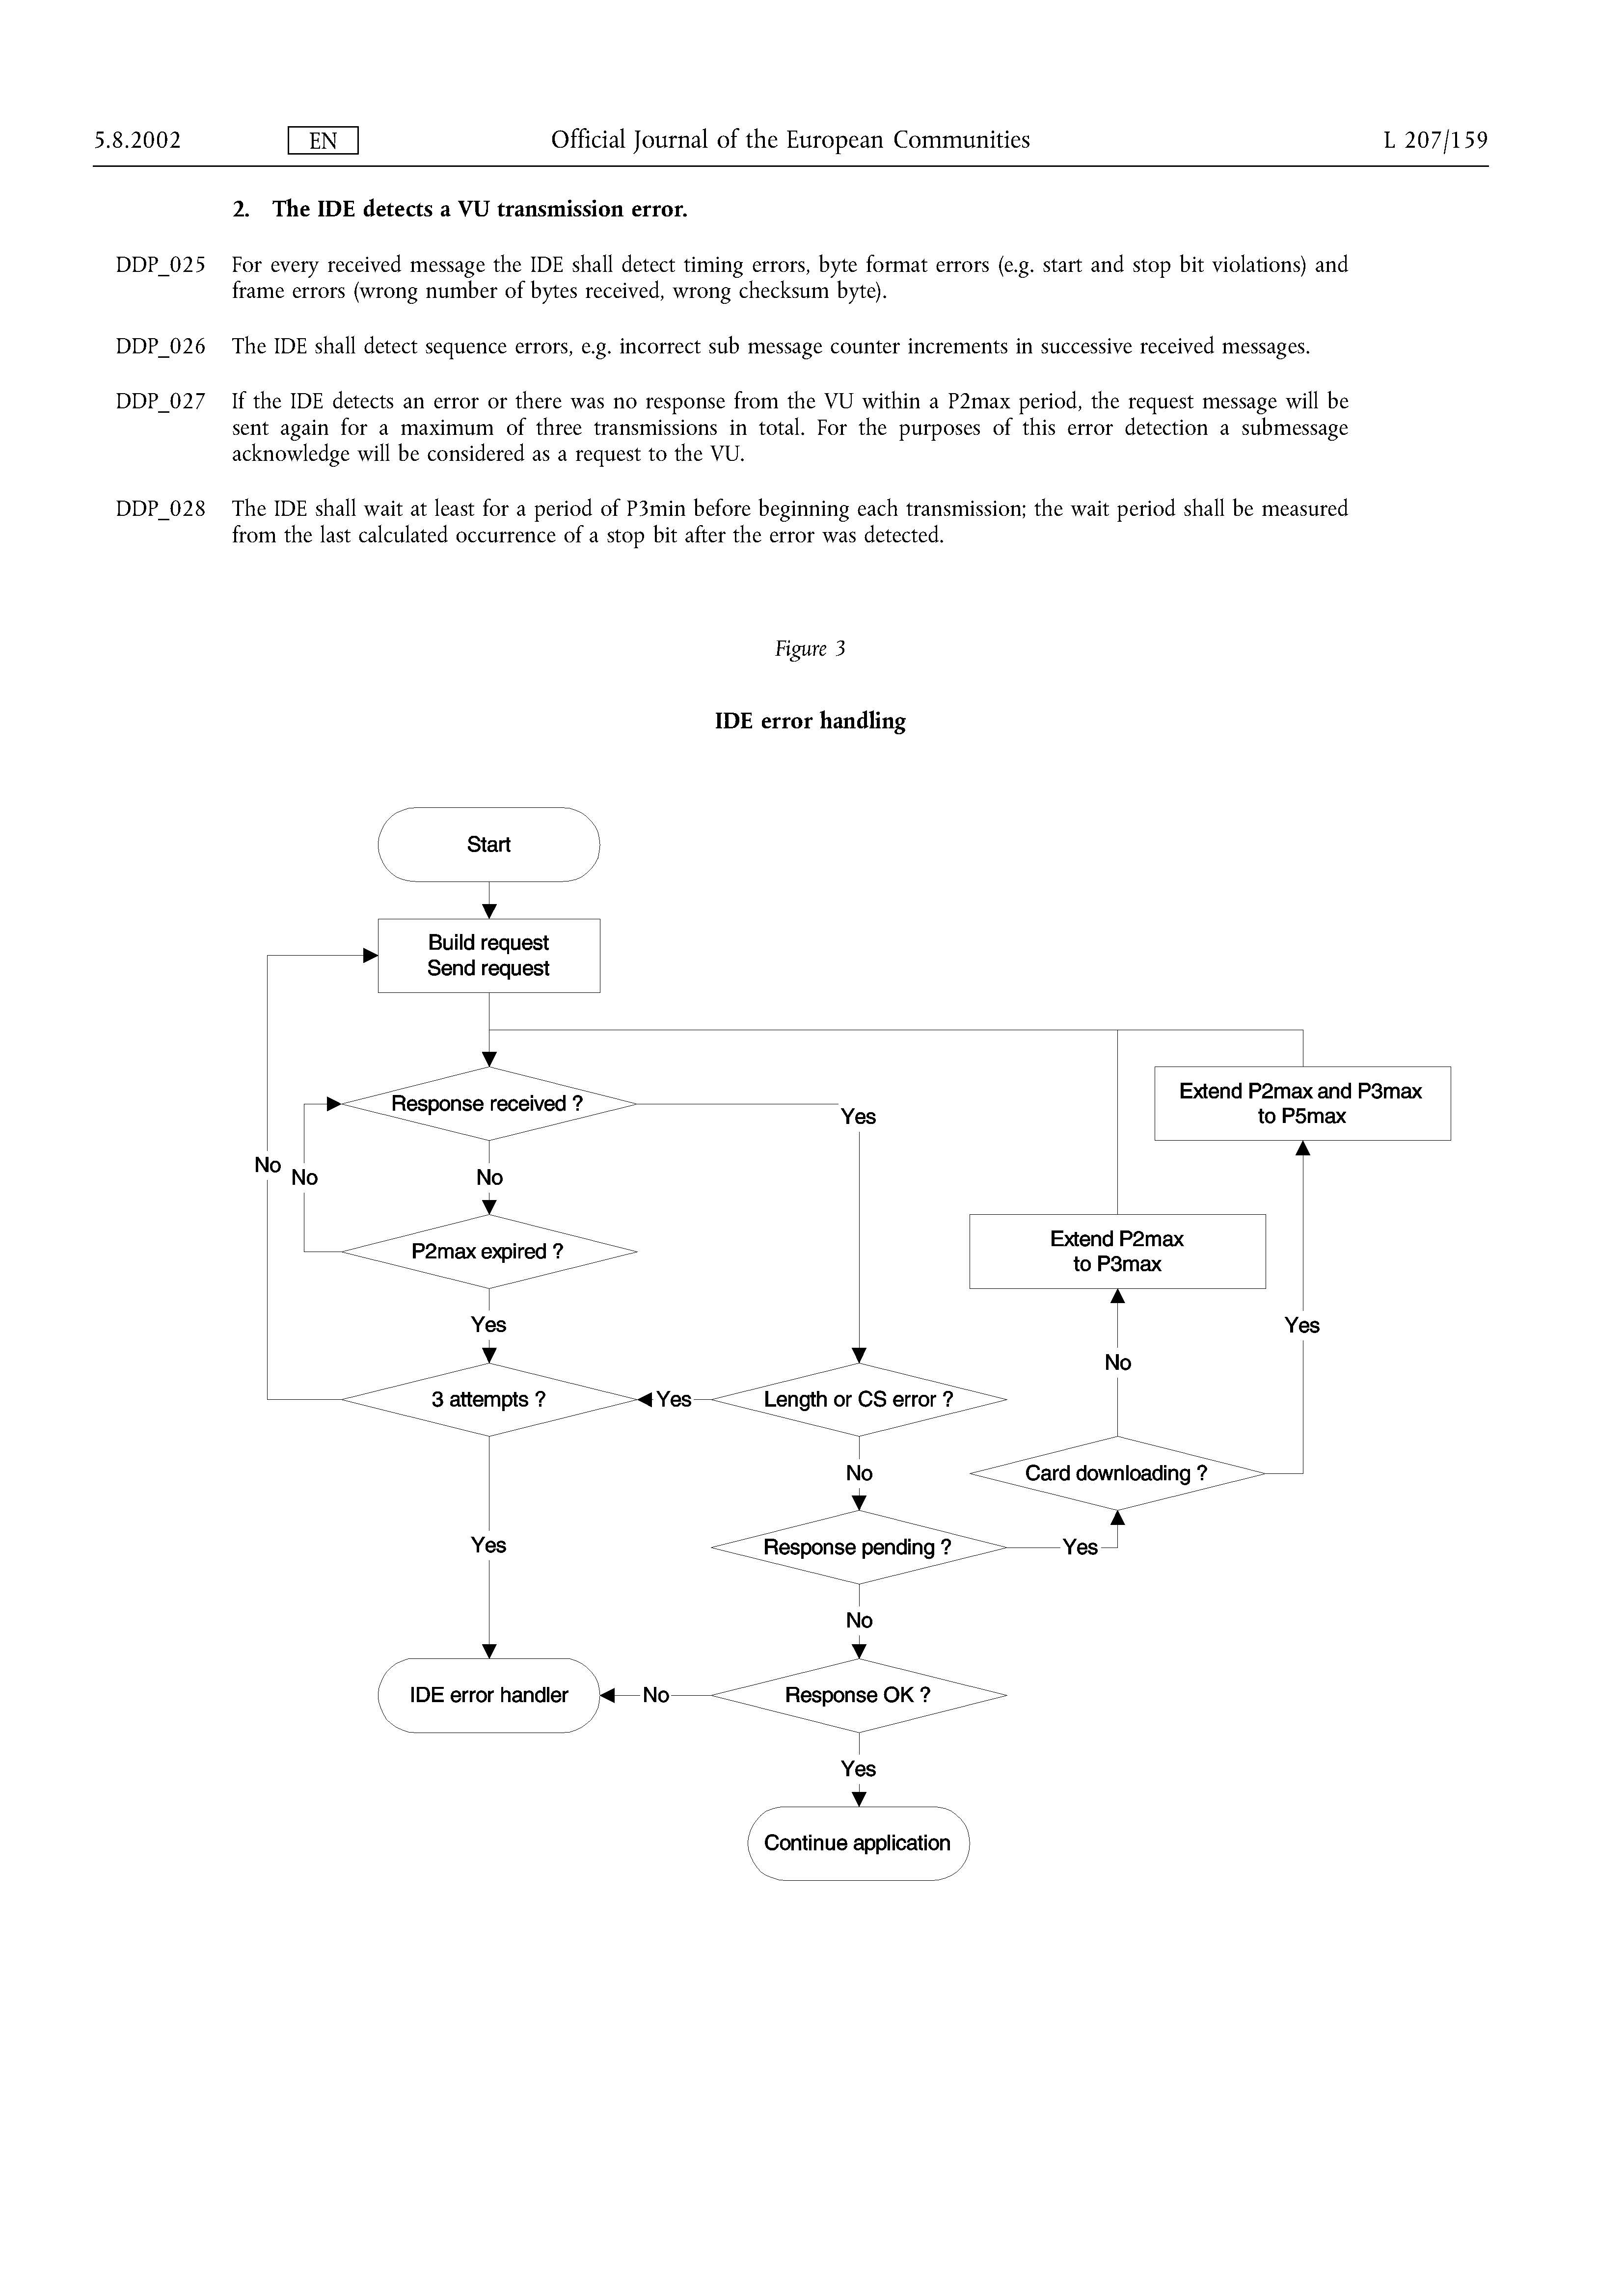 5.8.2002 EN Official Journal of the European Communities L 207/159
2. The IDE detects a VU transmission error.
DDP_025 For every received message the IDE shall detect timing errors, byte format errors (e.g. start and stop bit violations) and
frame errors (wrong number of bytes received, wrong checksum byte).
DDP_026 The IDE shall detect sequence errors, e.g. incorrect sub message counter increments in successive received messages.
DDP_027 If the IDE detects an error or there was no response from the VU within a P2max period, the request message will be
sent again for a maximum of three transmissions in total. For the purposes of this error detection a submessage
acknowledge will be considered as a request to the VU.
DDP_028 The IDE shall wait at least for a period of P3min before beginning each transmission; the wait period shall be measured
from the last calculated occurrence of a stop bit after the error was detected.
Figure 3
IDE error handling
Start
Build request
Send request
Response received ?
Yes
Extend P2max and P3max
to P5max
No
No
No
P2max expired ?
Extend P2max
to P3max
Yes
Yes
No
3 attempts ?
Yes
Length or CS error ?
No
Card downloading ?
Yes
Response pending ?
Yes
No
IDE error handler
No
Response OK ?
Yes
Continue application